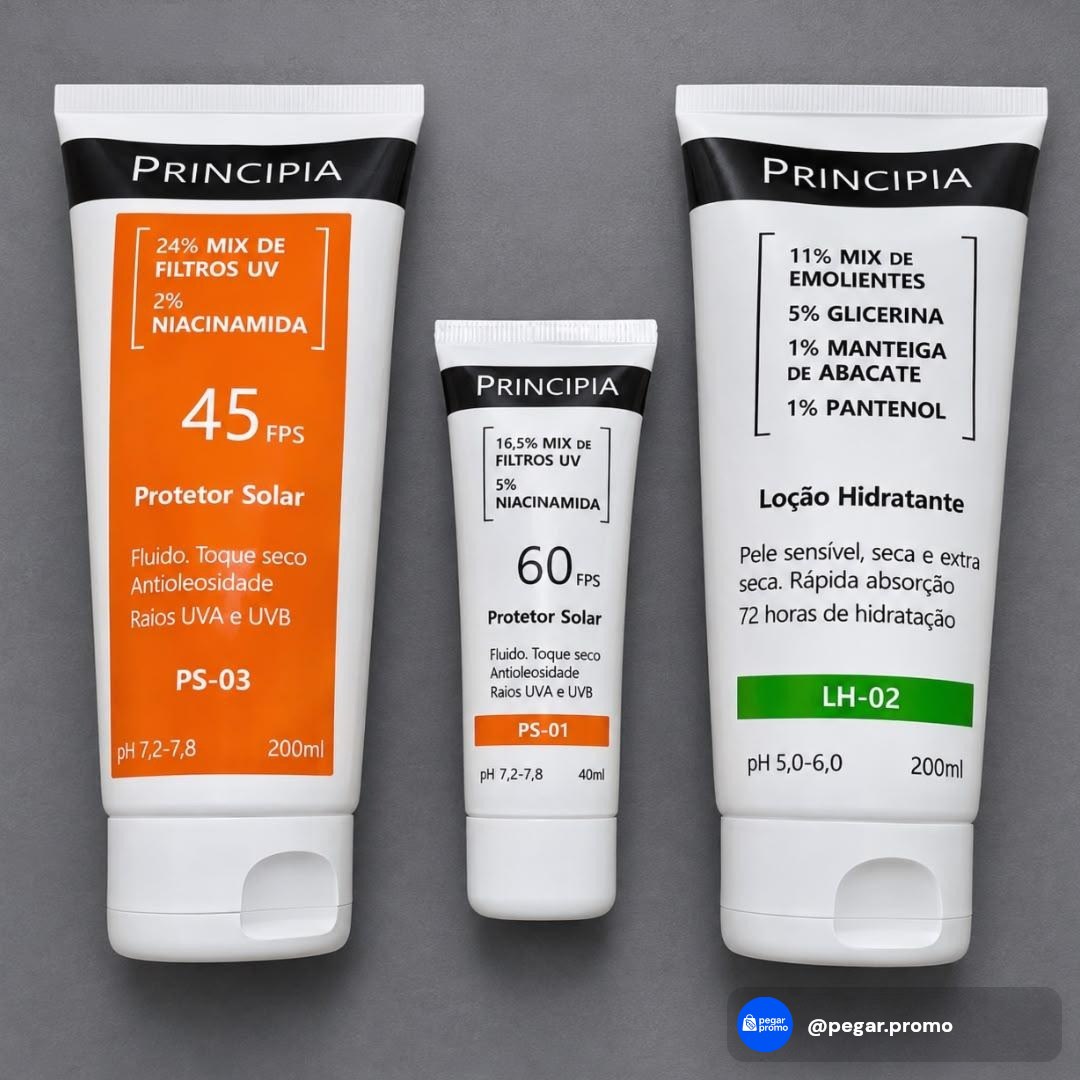 PRINCIPIA
24% MIX DE
FILTROS UV
2%
NIACINAMIDA
45 FPS
Protetor Solar
Fluido. Toque seco
Antioleosidade
Raios UVA e UVB
PS-03
pH 7,2-7,8 200ml
PRINCIPIA
16,5% MIX DE
FILTROS UV
5%
NIACINAMIDA
60 FPS
Protetor Solar
Fluido. Toque seco
Antioleosidade
Raios UVA e UVB
PS-01
pH 7,2-7,8 40ml
PRINCIPIA
11% MIX DE
EMOLIENTES
5% GLICERINA
1% MANTEIGA
DE ABACATE
1% PANTENOL
Loção Hidratante
Pele sensível, seca e extra
seca. Rápida absorção
72 horas de hidratação
LH-02
pH 5,0-6,0 200ml
pegar
promo
@pegar.promo